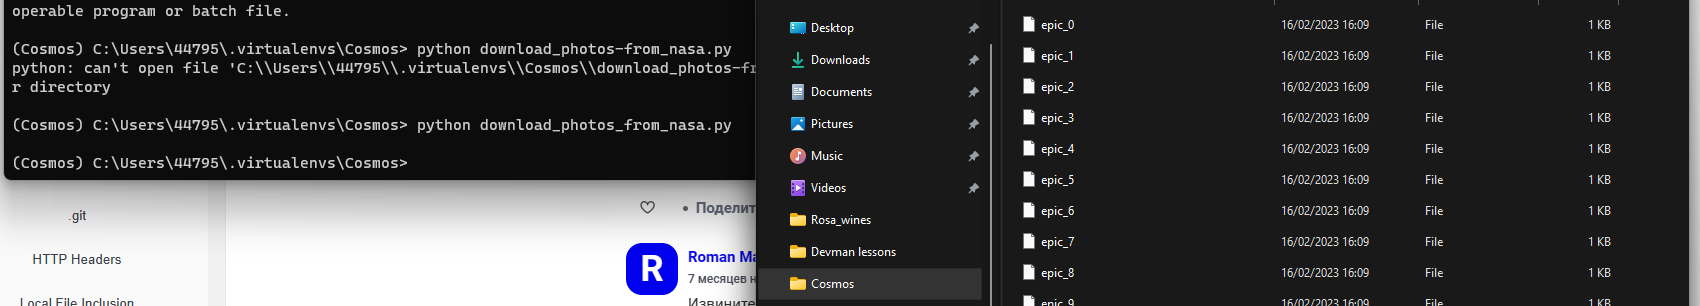 operable program or batch file.
(Cosmos) C:\Users\44795\.virtualenvs\Cosmos> python download_photos-from_nasa.py
python: can't open file 'C:\\Users\\44795\\.virtualenvs\\Cosmos\\download_photos-fr
r directory
(Cosmos) C:\Users\44795\.virtualenvs\Cosmos> python download_photos_from_nasa.py
(Cosmos) C:\Users\44795\.virtualenvs\Cosmos>
.git
HTTP Headers
Local File Inclusion
• Поделит
R
Roman Ma
7 месяцев н
Извините
Desktop
Downloads
Documents
Pictures
Music
Videos
Rosa_wines
Devman lessons
Cosmos
epic_0 16/02/2023 16:09 File 1 KB
epic_1 16/02/2023 16:09 File 1 KB
epic_2 16/02/2023 16:09 File 1 KB
epic_3 16/02/2023 16:09 File 1 KB
epic_4 16/02/2023 16:09 File 1 KB
epic_5 16/02/2023 16:09 File 1 KB
epic_6 16/02/2023 16:09 File 1 KB
epic_7 16/02/2023 16:09 File 1 KB
epic_8 16/02/2023 16:09 File 1 KB
epic_9 16/02/2023 16:09 File 1 KB